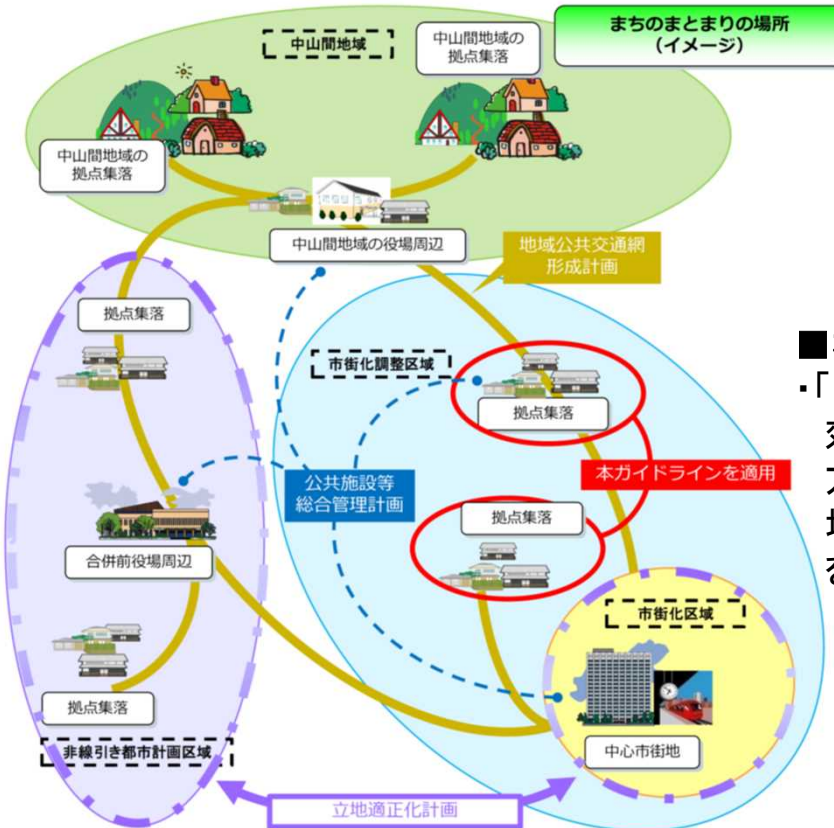 まちのまとまりの場所
（イメージ）
中山間地域
中山間地域の
拠点集落
中山間地域の
拠点集落
中山間地域の役場周辺
地域公共交通網
形成計画
拠点集落
市街化調整区域
拠点集落
本ガイドラインを適用
公共施設等
総合管理計画
拠点集落
合併前役場周辺
市街化区域
拠点集落
中心市街地
非線引き都市計画区域
立地適正化計画
■
・「
を